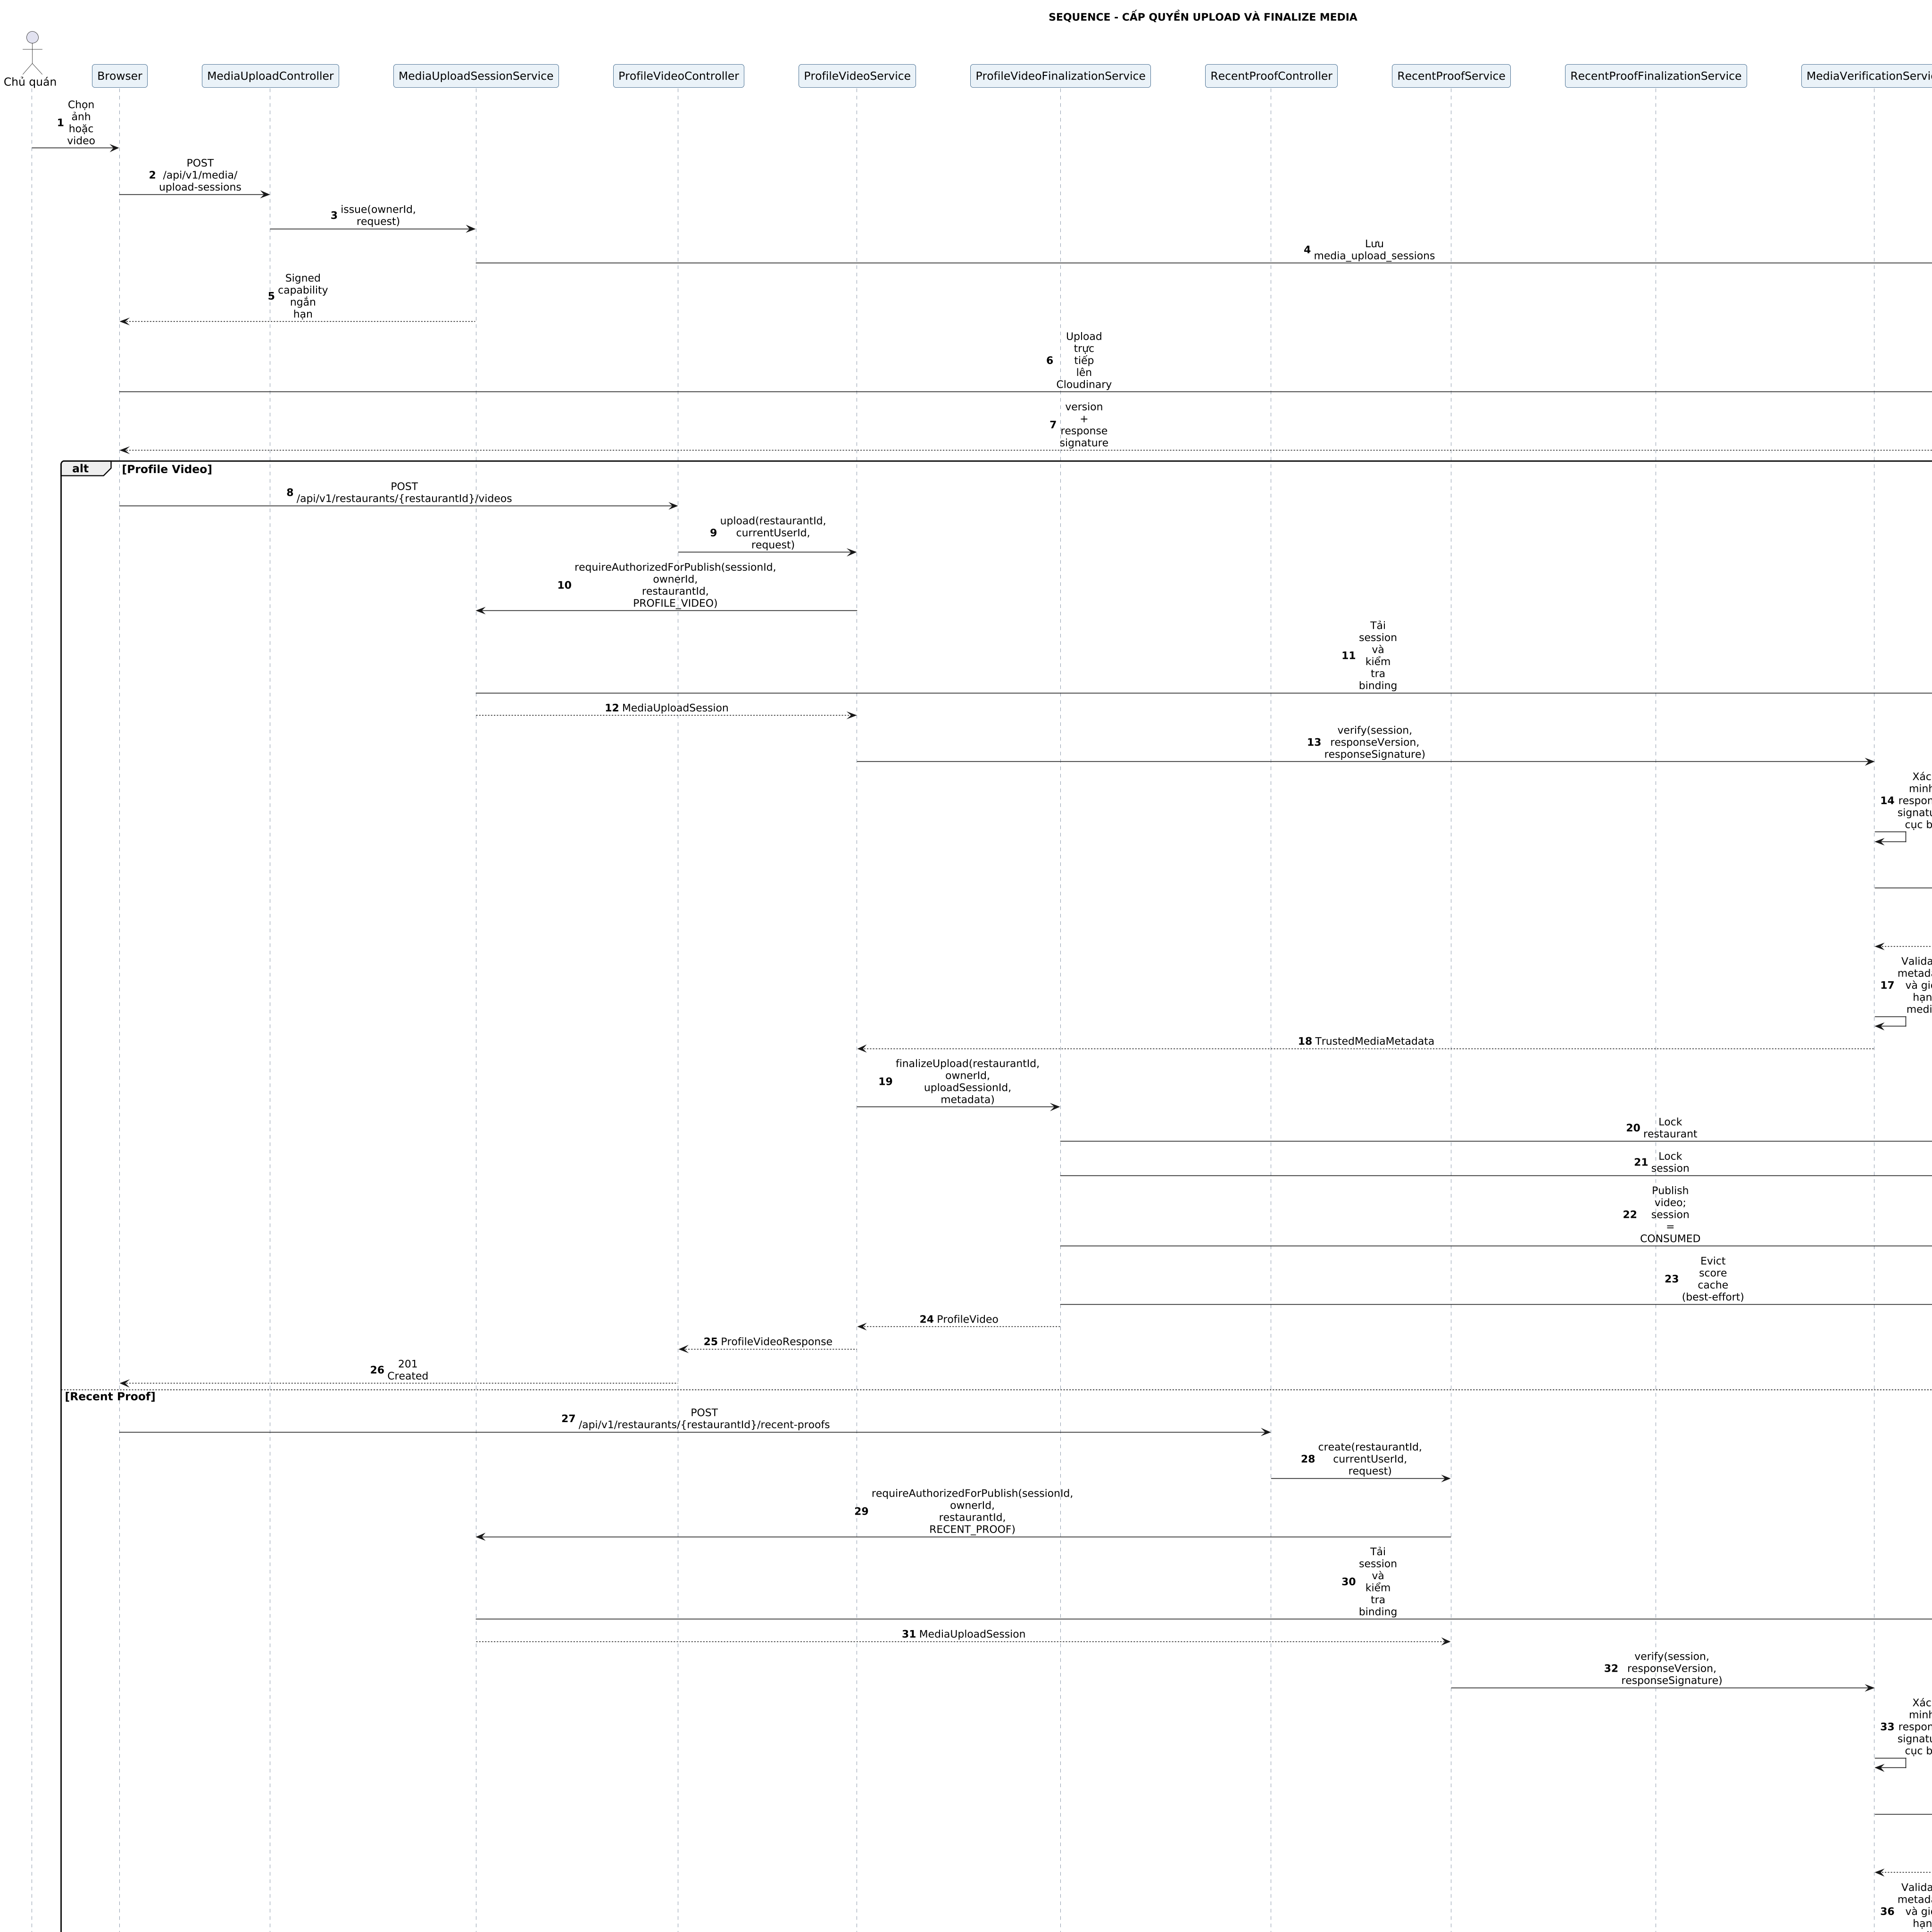 SEQUENCE - CẤP QUYỀN UPLOAD VÀ FINALIZE MEDIA
Chủ quán
Browser
MediaUploadController
MediaUploadSessionService
ProfileVideoController
ProfileVideoService
ProfileVideoFinalizationService
RecentProofController
RecentProofService
RecentProofFinalizationService
1
Chọn
ảnh
hoặc
video
2
POST
/api/v1/media/
upload-sessions
3
issue(ownerId,
request)
4
Lưu
media_upload_sessions
5
Signed
capability
ngắn
hạn
6
Upload
trực
tiếp
lên
Cloudinary
7
version
+
response
signature
alt [Profile Video]
8
POST
/api/v1/restaurants/{restaurantId}/videos
9
upload(restaurantId,
currentUserId,
request)
10
requireAuthorizedForPublish(sessionId,
ownerId,
restaurantId,
PROFILE_VIDEO)
11
Tải
session
và
kiểm
tra
binding
12 MediaUploadSession
13
verify(session,
responseVersion,
responseSignature)
14
cục
17
và
18 TrustedMediaMetadata
19
finalizeUpload(restaurantId,
ownerId,
uploadSessionId,
metadata)
20
Lock
restaurant
21
Lock
session
22
Publish
video;
session
=
CONSUMED
23
Evict
score
cache
(best-effort)
24 ProfileVideo
25 ProfileVideoResponse
26
201
Created
[Recent Proof]
27
POST
/api/v1/restaurants/{restaurantId}/recent-proofs
28
create(restaurantId,
currentUserId,
request)
29
requireAuthorizedForPublish(sessionId,
ownerId,
restaurantId,
RECENT_PROOF)
30
Tải
session
và
kiểm
tra
binding
31 MediaUploadSession
32
verify(session,
responseVersion,
responseSignature)
33
cục
36
và